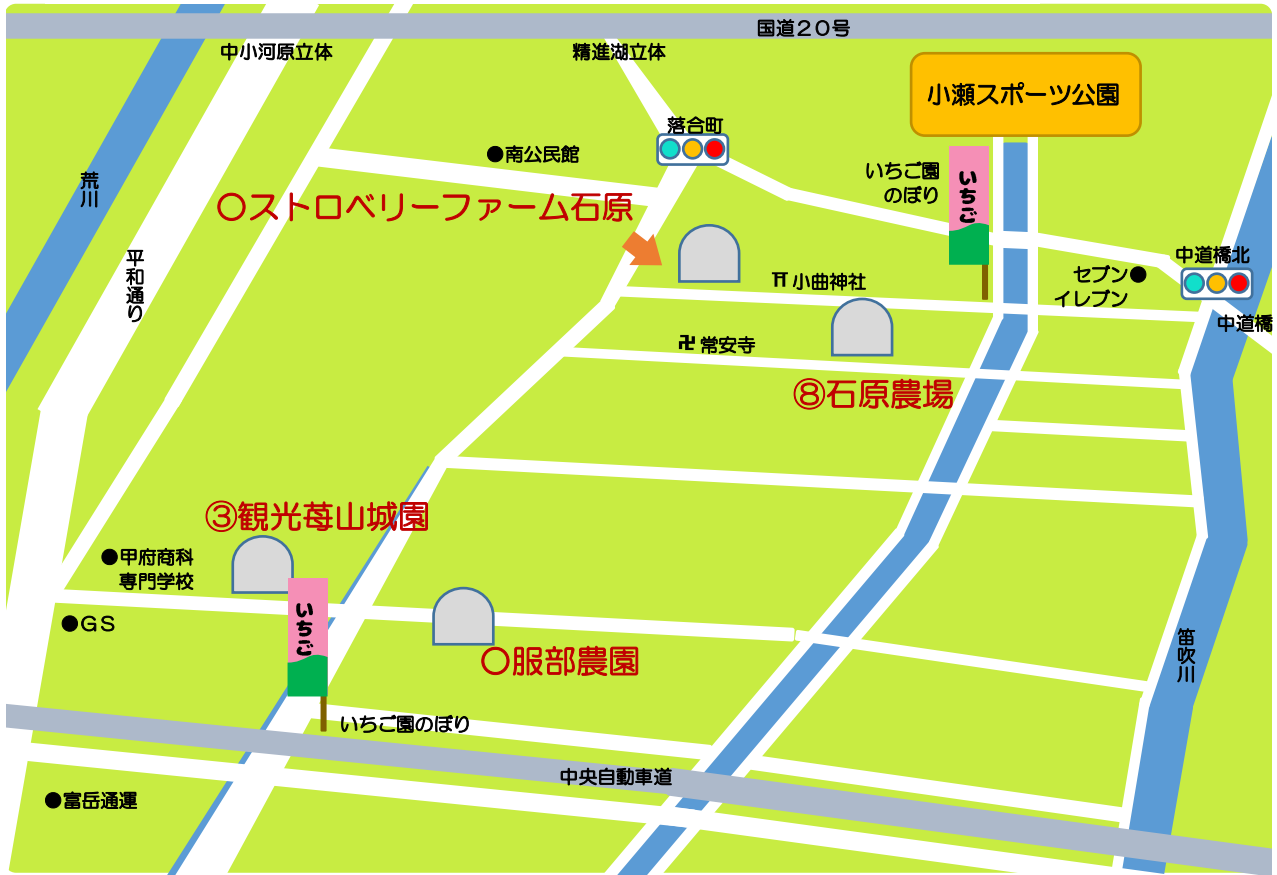 国道２０号
中小河原立体
精進湖立体
小瀬スポーツ公園
落合町
●南公民館
いちご園
のぼり
いちご
荒川
〇ストロベリーファーム石原
平和通り
小曲神社
中道橋北
セブン●
イレブン
中道橋
卍 常安寺
⑧石原農場
③観光苺山城園
●甲府商科
専門学校
●ＧＳ
いちご
〇服部農園
笛吹川
いちご園のぼり
中央自動車道
●富岳通運